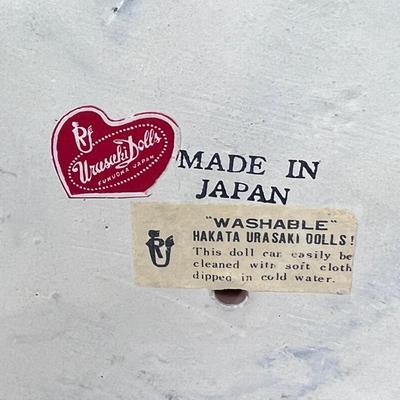 Urasaki Dolls
FUKUOKA JAPAN
MADE IN
JAPAN
"WASHABLE"
HAKATA URASAKI DOLLS!
This doll can easily be
cleaned with soft cloth
dipped in cold water.